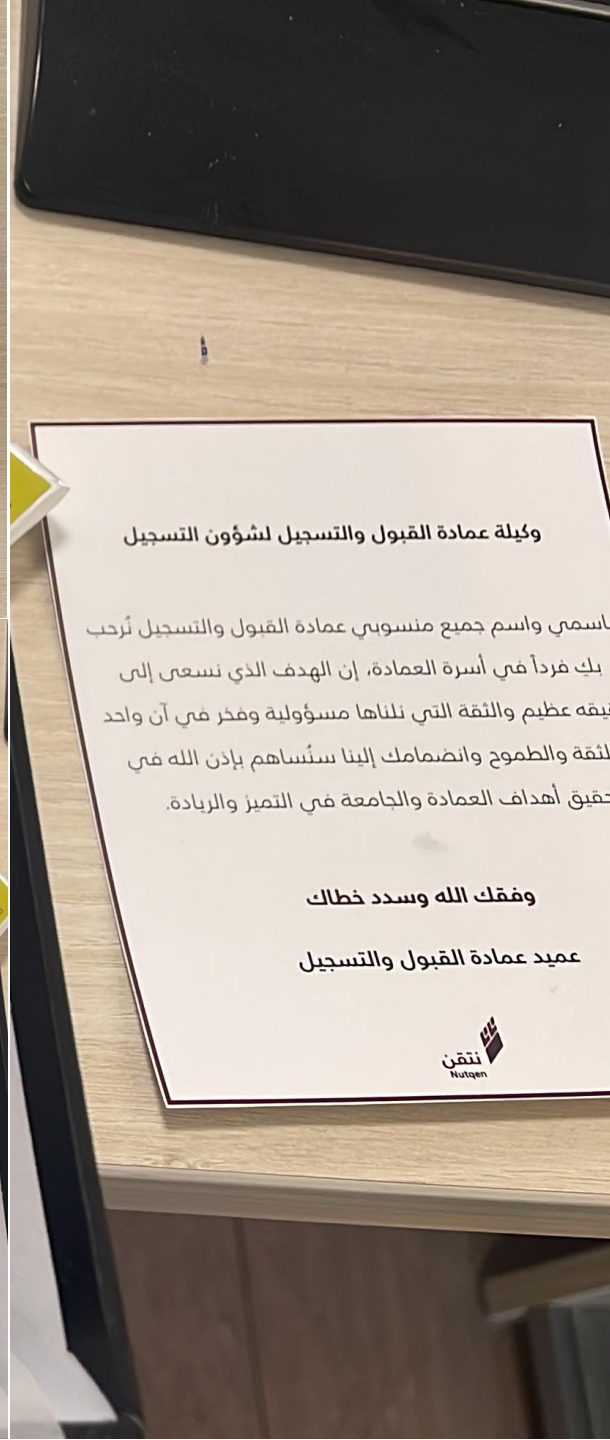 وكيلة عمادة القبول والتسجيل لشؤون التسجيل
باسمي واسم جميع منسوبي عمادة القبول والتسجيل نُرحب
بكِ فرداً في أسرة العمادة، إن الهدف الذي نسعى إلى
عظيم والثقة التي نلناها مسؤولية وفخر في آن واحد
والطموح وانضمامك إلينا سنُساهم بإذن الله في
أهداف العمادة والجامعة في التميز والريادة.
وفقك الله وسدد خطاك
عميد عمادة القبول والتسجيل
نتقن
Nutqen